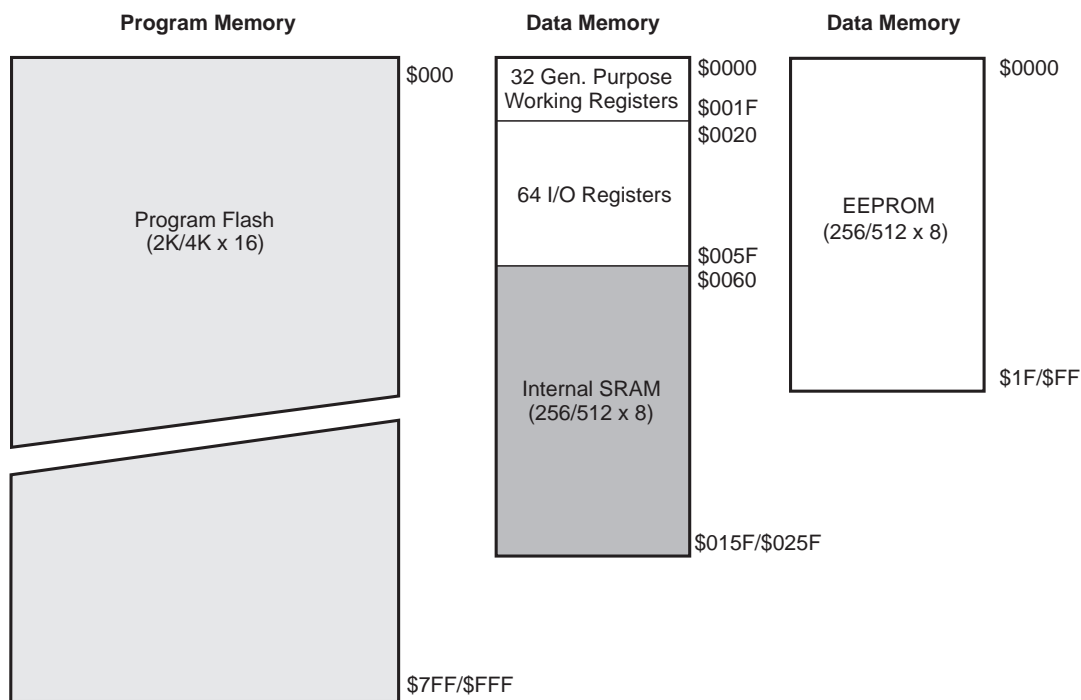 Program Memory
$000
Program Flash
(2K/4K x 16)
$7FF/$FFF
Data Memory
32 Gen. Purpose
Working Registers
$0000
$001F
$0020
64 I/O Registers
$005F
$0060
Internal SRAM
(256/512 x 8)
$015F/$025F
Data Memory
$0000
EEPROM
(256/512 x 8)
$1F/$FF